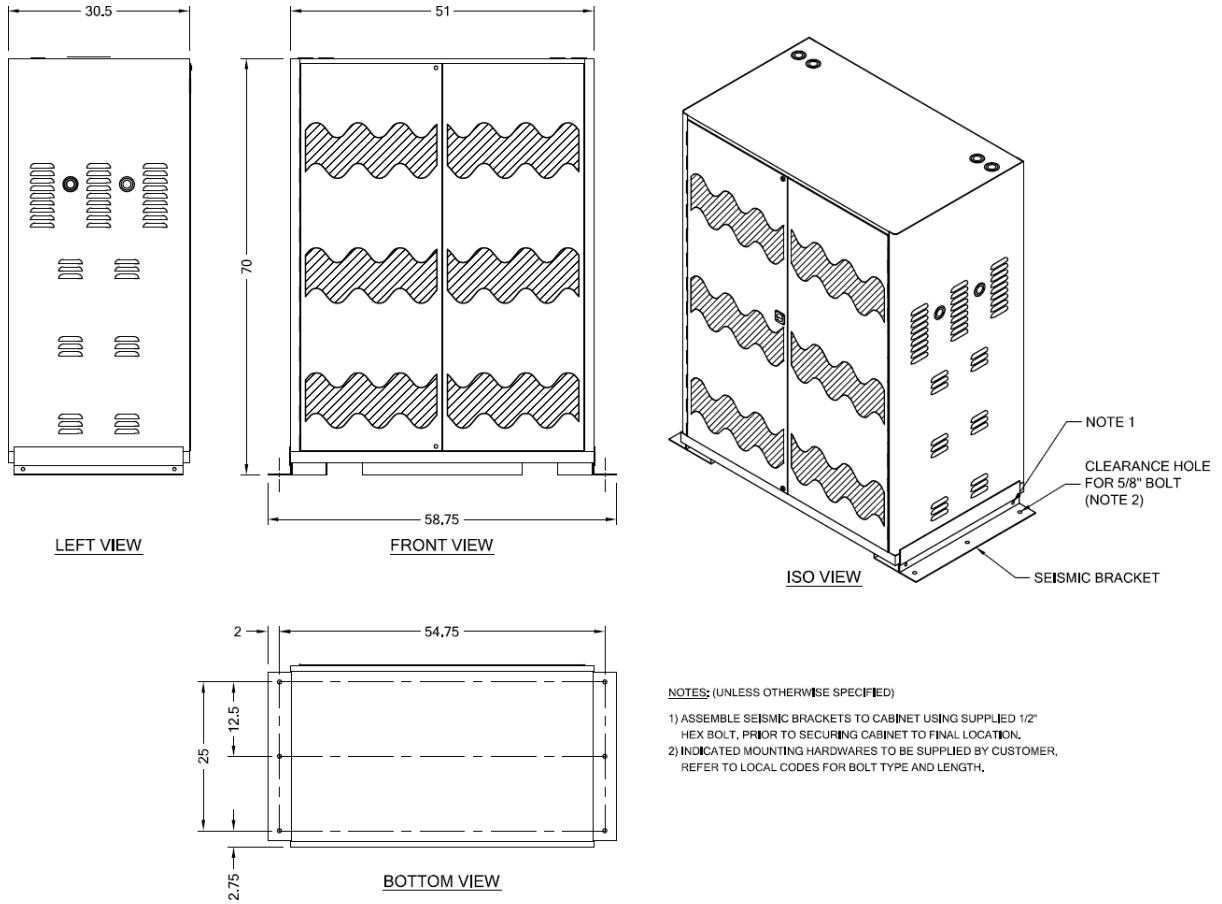 30.5
51
70
58.75
LEFT VIEW
FRONT VIEW
NOTE 1
CLEARANCE HOLE
FOR 5/8" BOLT
(NOTE 2)
SEISMIC BRACKET
ISO VIEW
2
54.75
12.5
25
2.75
BOTTOM VIEW
NOTES: (UNLESS OTHERWISE SPECIFIED)
1) ASSEMBLE SEISMIC BRACKETS TO CABINET USING SUPPLIED 1/2"
HEX BOLT, PRIOR TO SECURING CABINET TO FINAL LOCATION.
2) INDICATED MOUNTING HARDWARES TO BE SUPPLIED BY CUSTOMER,
REFER TO LOCAL CODES FOR BOLT TYPE AND LENGTH.